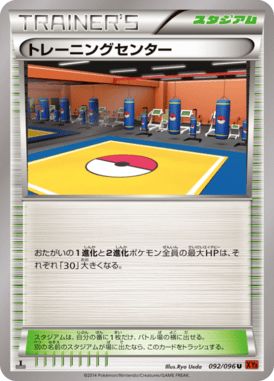 TRAINER'S
スタジアム
トレーニングセンター
おたがいの1進化と2進化ポケモン全員の最大HPは、そ
れぞれ「30」大きくなる。
スタジアムは、自分の番に1枚だけ、バトル場の横に出せる。
別の名前のスタジアムが場に出たなら、このカードをトラッシュする。
Illus.Ryo Ueda
092/096 U
©2014 Pokémon/Nintendo/Creatures/GAME FREAK.